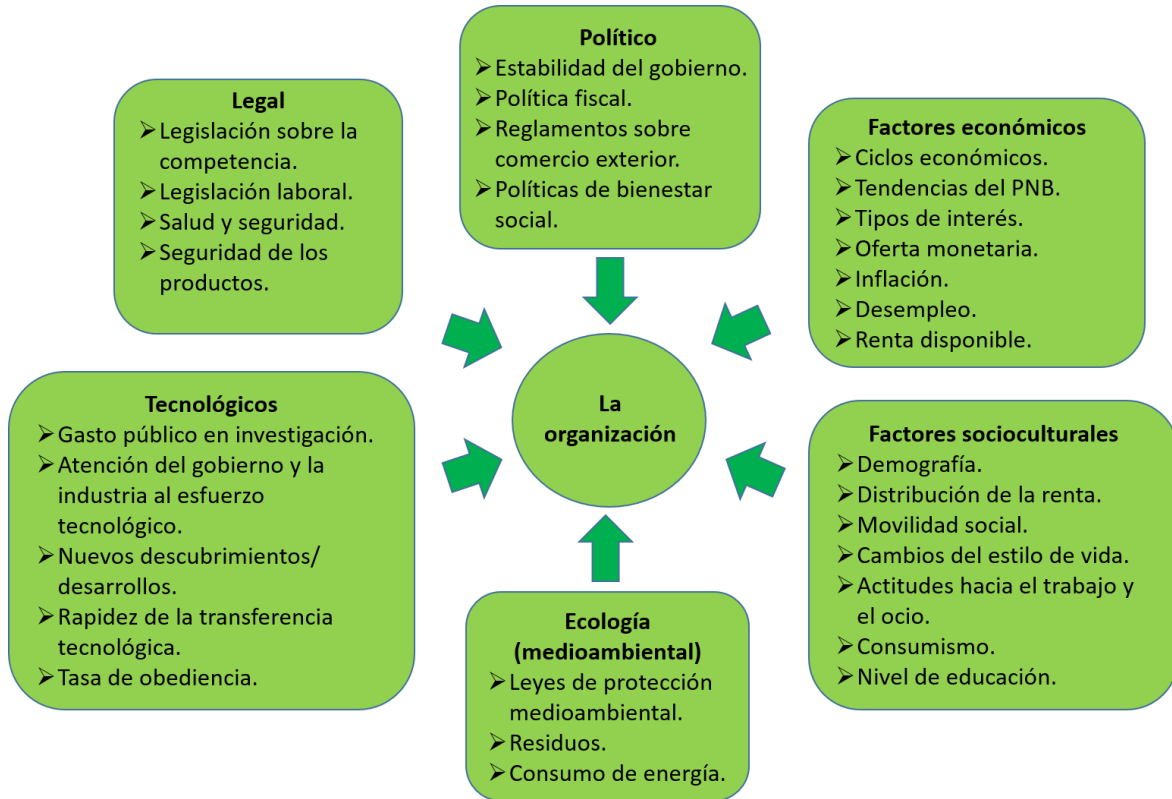 Político
➢Estabilidad del gobierno.
➢Política fiscal.
➢Reglamentos sobre
comercio exterior.
➢Políticas de bienestar
social.
Legal
➢Legislación sobre la
competencia.
➢Legislación laboral.
➢Salud y seguridad.
➢Seguridad de los
productos.
Factores económicos
➢Ciclos económicos.
➢Tendencias del PNB.
➢Tipos de interés.
➢Oferta monetaria.
➢Inflación.
➢Desempleo.
➢Renta disponible.
La
organización
Tecnológicos
➢Gasto público en investigación.
➢Atención del gobierno y la
industria al esfuerzo
tecnológico.
➢Nuevos descubrimientos/
desarrollos.
➢Rapidez de la transferencia
tecnológica.
➢Tasa de obediencia.
Factores socioculturales
➢Demografía.
➢Distribución de la renta.
➢Movilidad social.
➢Cambios del estilo de vida.
➢Actitudes hacia el trabajo y
el ocio.
➢Consumismo.
➢Nivel de educación.
Ecología
(medioambiental)
➢Leyes de protección
medioambiental.
➢Residuos.
➢Consumo de energía.